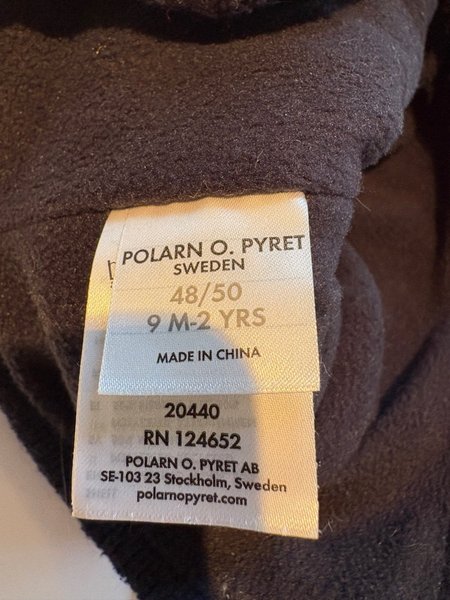 POLARN O. PYRET
SWEDEN
48/50
9 M-2 YRS
MADE IN CHINA
20440
RN 124652
POLARN O. PYRET AB
SE-103 23 Stockholm, Sweden
polarnopyret.com